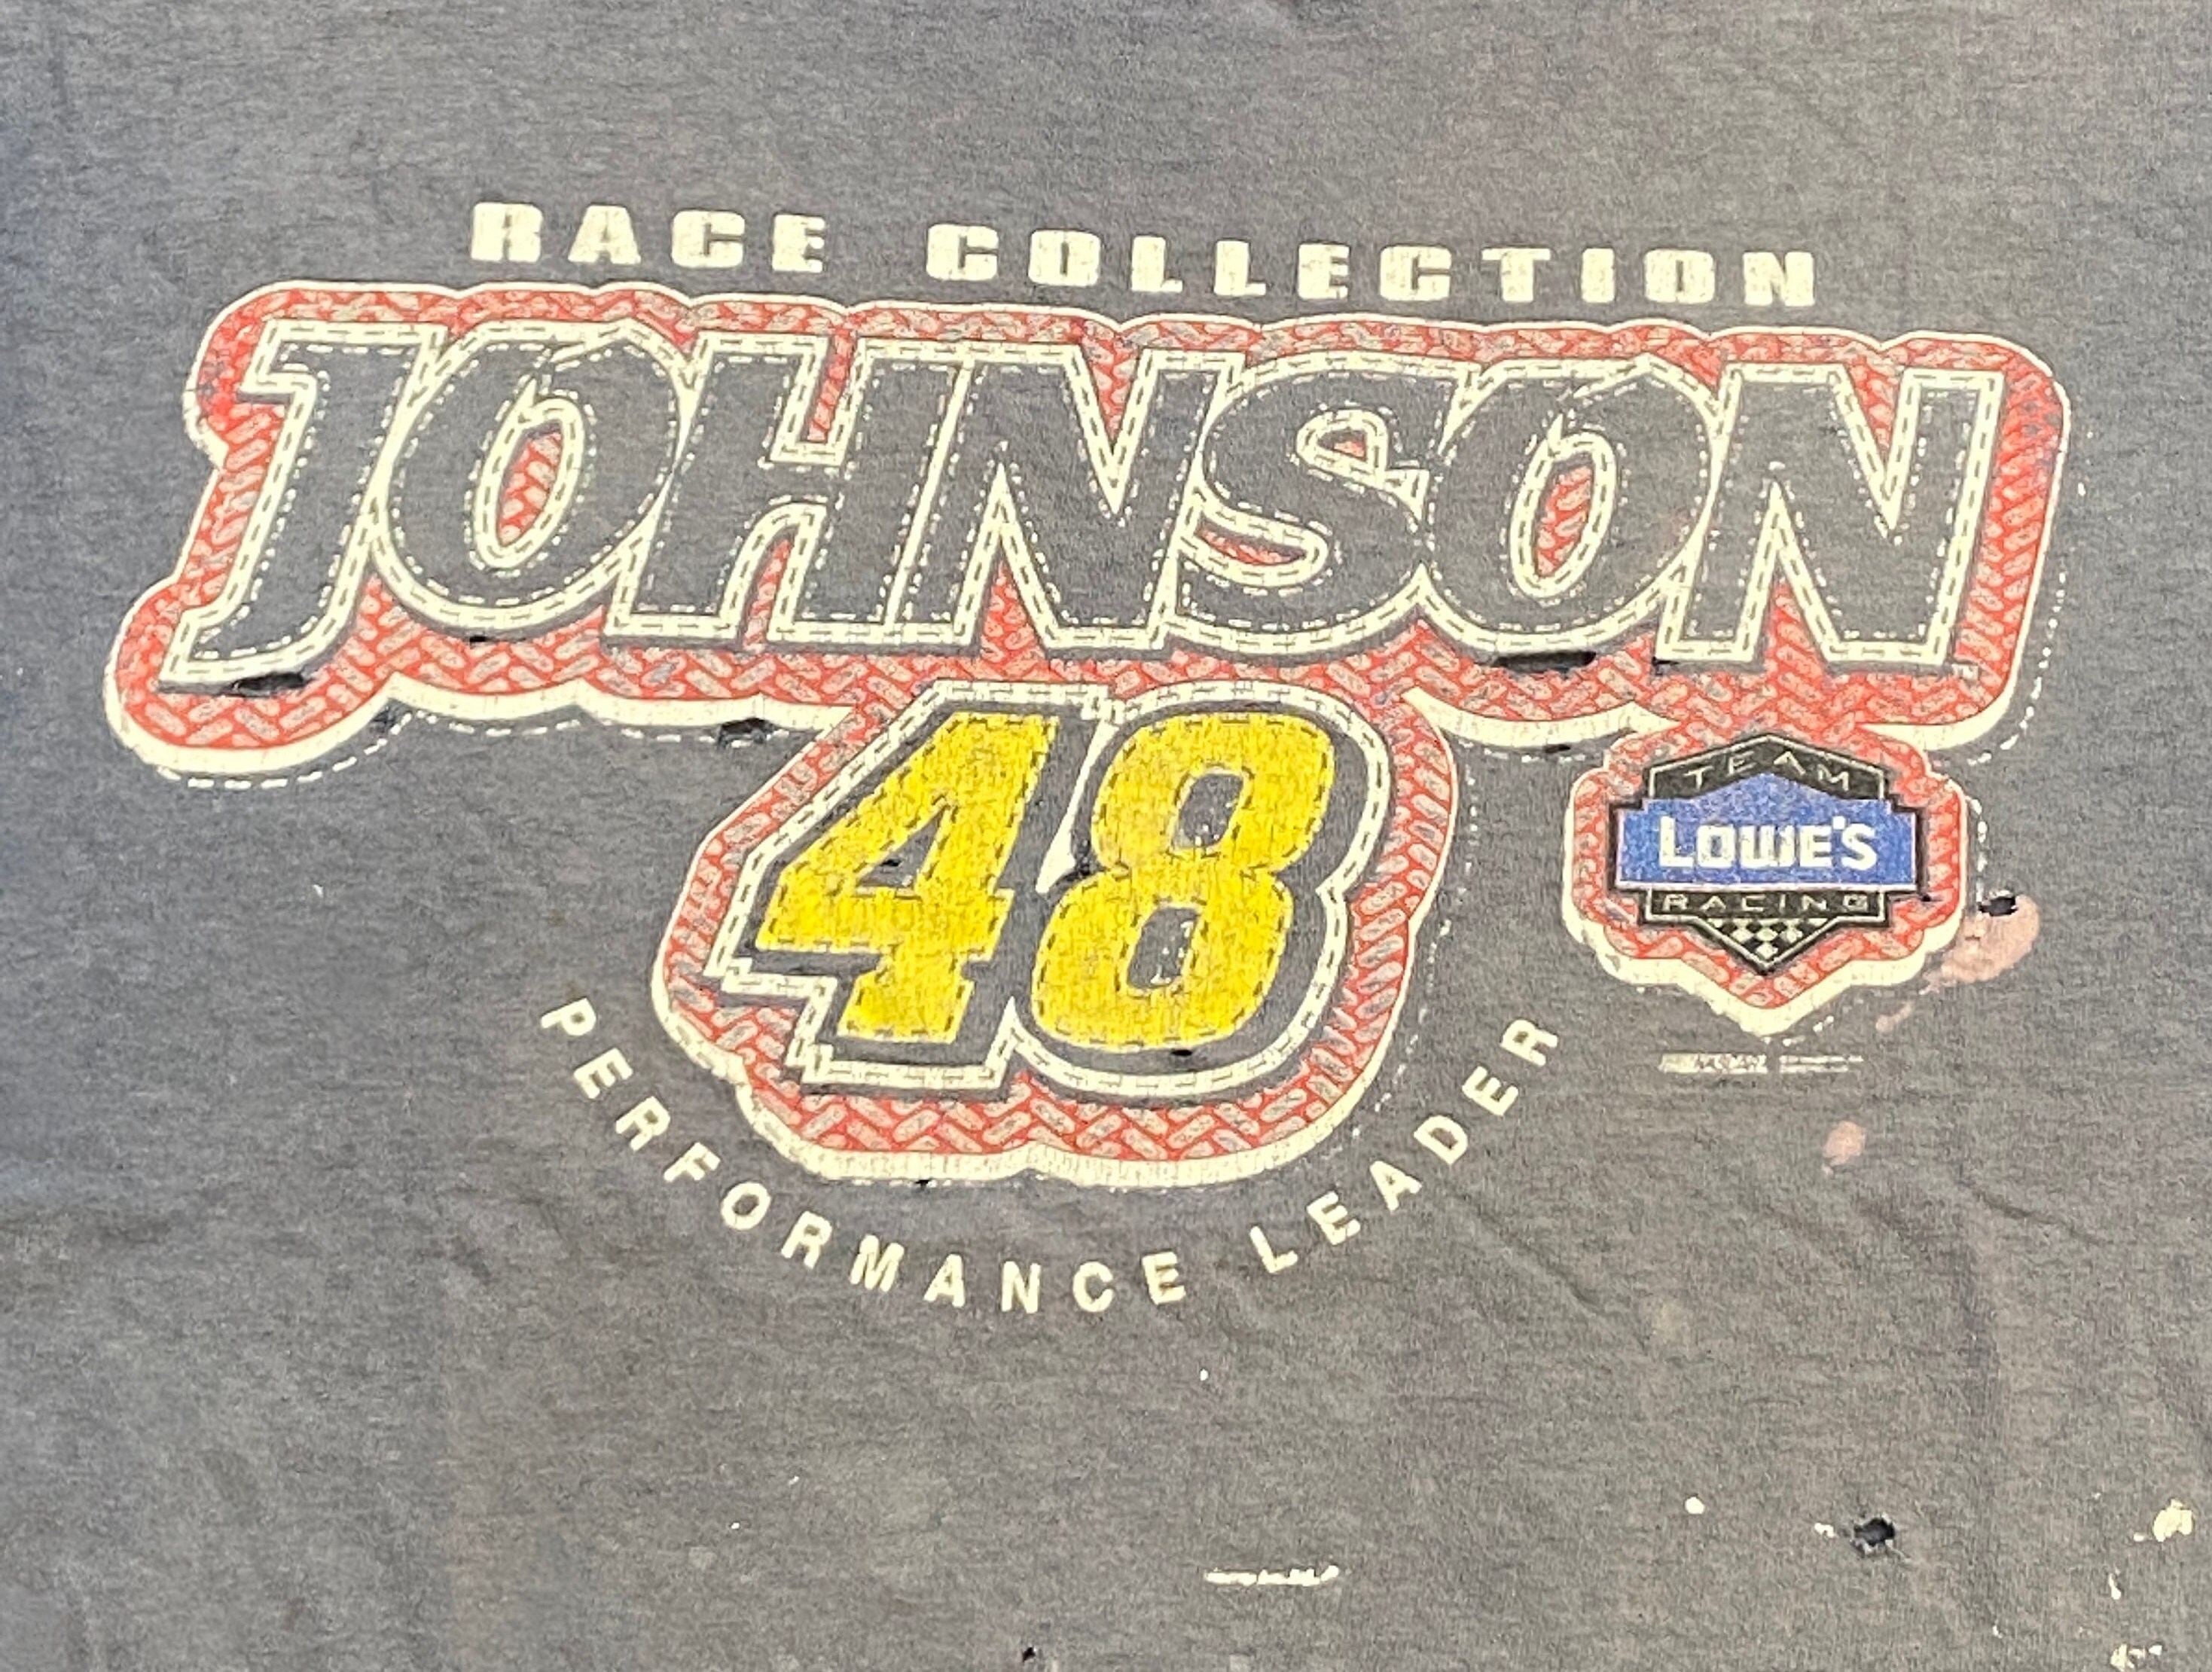 RACE COLLECTION
JOHNSON
48
TEAM
LOWE'S
RACING
PERFORMANCE LEADER